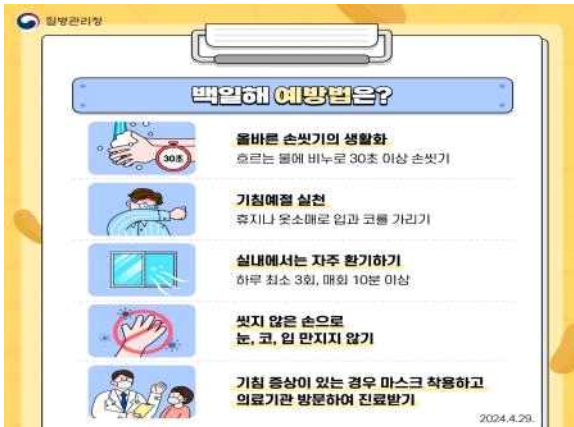 질병관리청
백일해 예방법은?
30초
올바른 손씻기의 생활화
흐르는 물에 비누로 30초 이상 손씻기
기침예절 실천
휴지나 옷소매로 입과 코를 가리기
실내에서는 자주 환기하기
하루 최소 3회, 매회 10분 이상
씻지 않은 손으로
눈, 코, 입 만지지 않기
기침 증상이 있는 경우 마스크 착용하고
의료기관 방문하여 진료받기
2024.4.29.